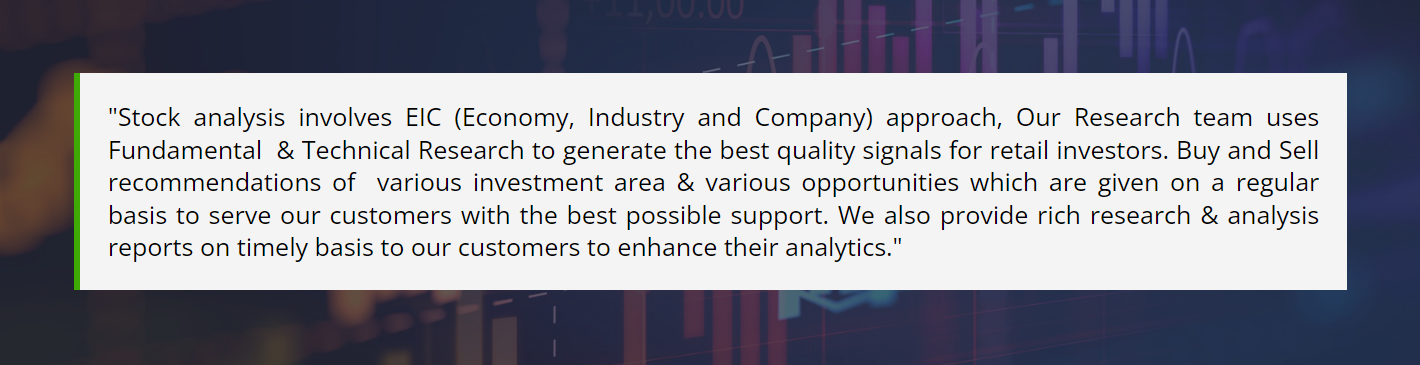 +11,00.00
"Stock analysis involves EIC (Economy, Industry and Company) approach, Our Research team uses
Fundamental  & Technical Research to generate the best quality signals for retail investors. Buy and Sell
recommendations of  various investment area & various opportunities which are given on a regular
basis to serve our customers with the best possible support. We also provide rich research & analysis
reports on timely basis to our customers to enhance their analytics."